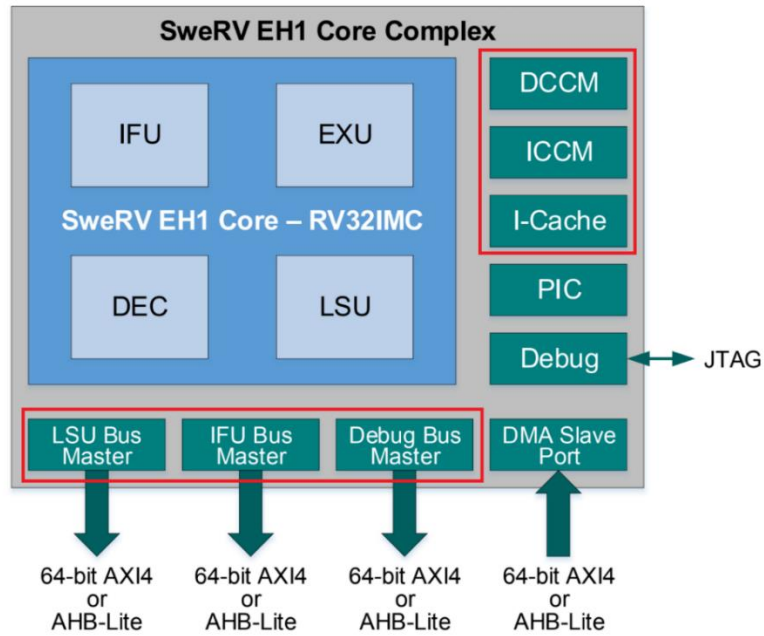 SweRV EH1 Core Complex
IFU
EXU
SweRV EH1 Core – RV32IMC
DEC
LSU
DCCM
ICCM
I-Cache
PIC
Debug
JTAG
LSU Bus
Master
IFU Bus
Master
Debug Bus
Master
DMA Slave
Port
64-bit AXI4
or
AHB-Lite
64-bit AXI4
or
AHB-Lite
64-bit AXI4
or
AHB-Lite
64-bit AXI4
or
AHB-Lite